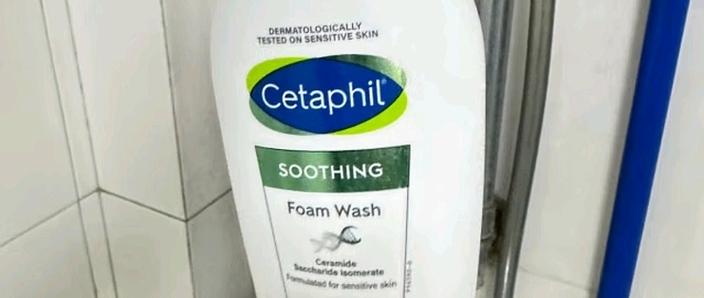 DERMATOLOGICALLY
TESTED ON SENSITIVE SKIN
Cetaphil®
SOOTHING
Foam Wash
Ceramide
Saccharide Isomerate
Formulated for sensitive skin